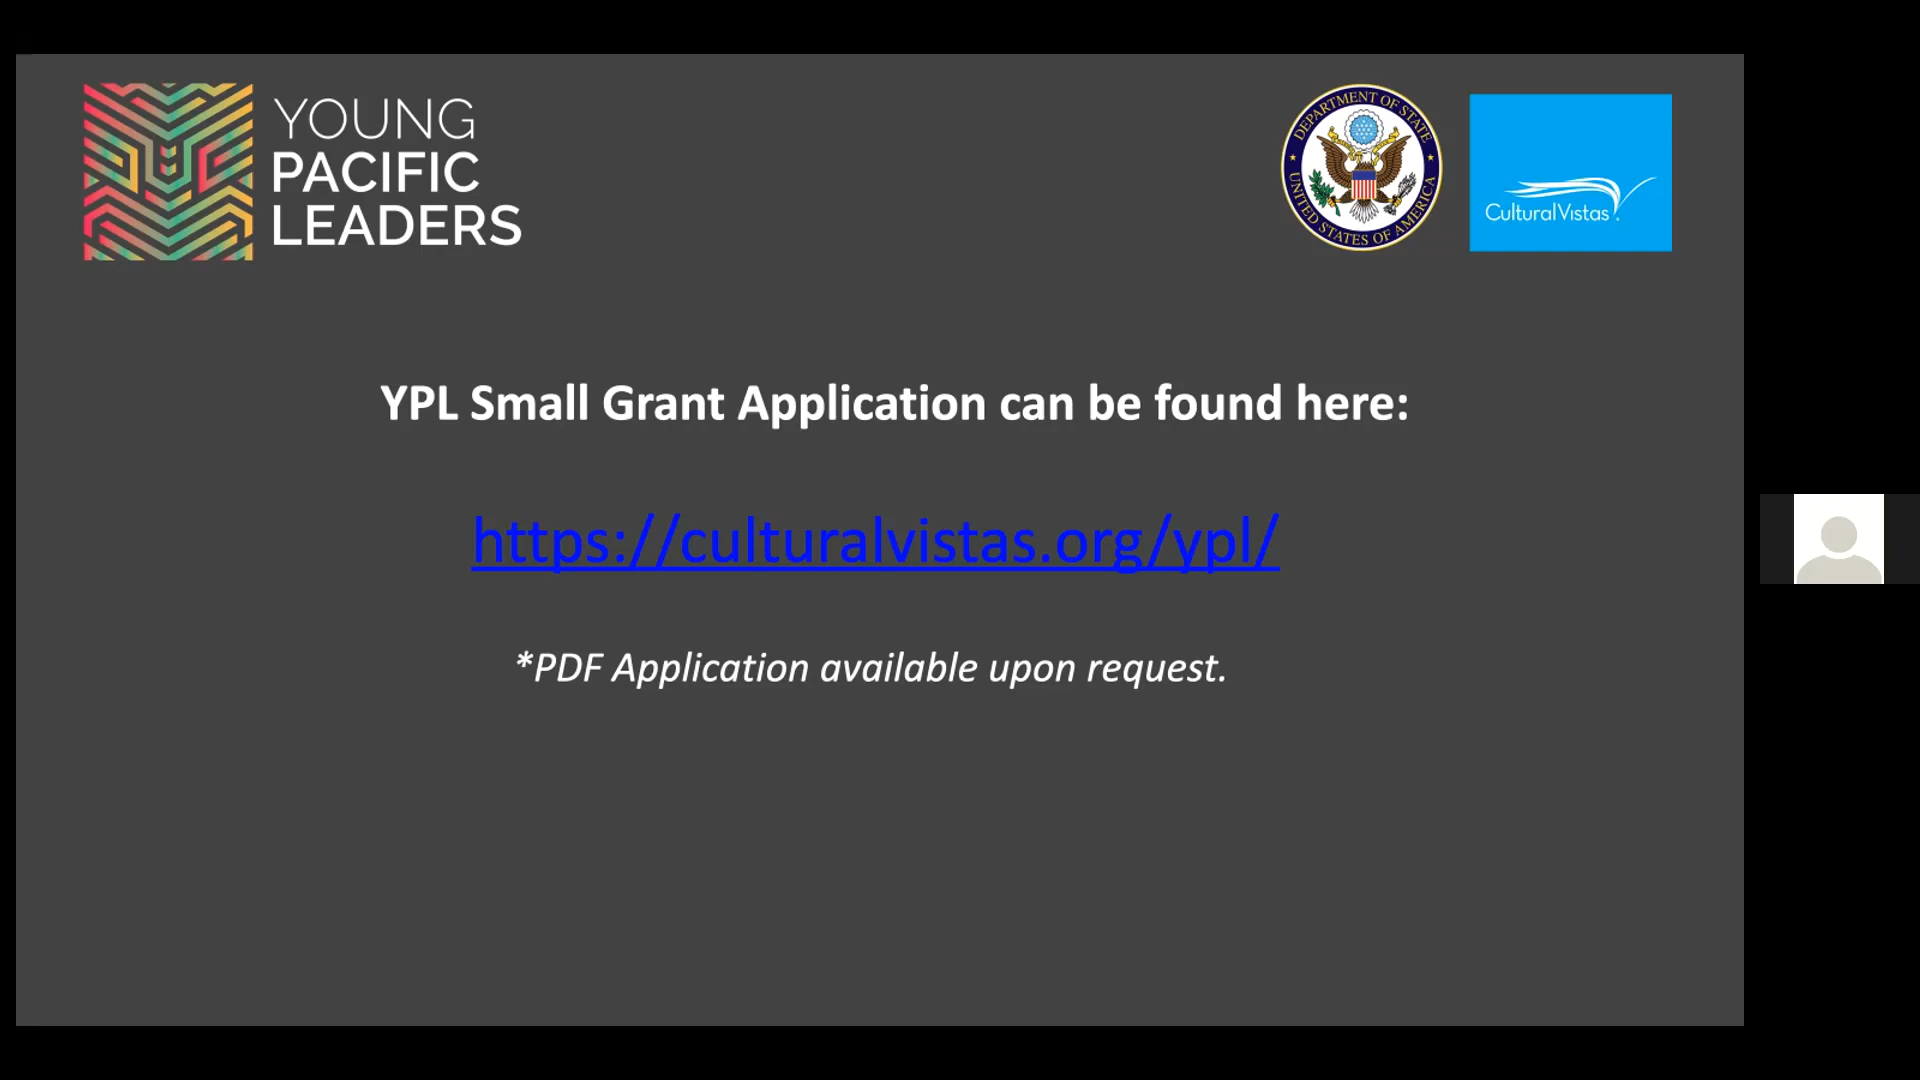 YOUNG
PACIFIC
LEADERS
DEPARTMENT OF STATE
UNITED STATES OF AMERICA
CulturalVistas
YPL Small Grant Application can be found here:
https://culturalvistas.org/ypl/
*PDF Application available upon request.